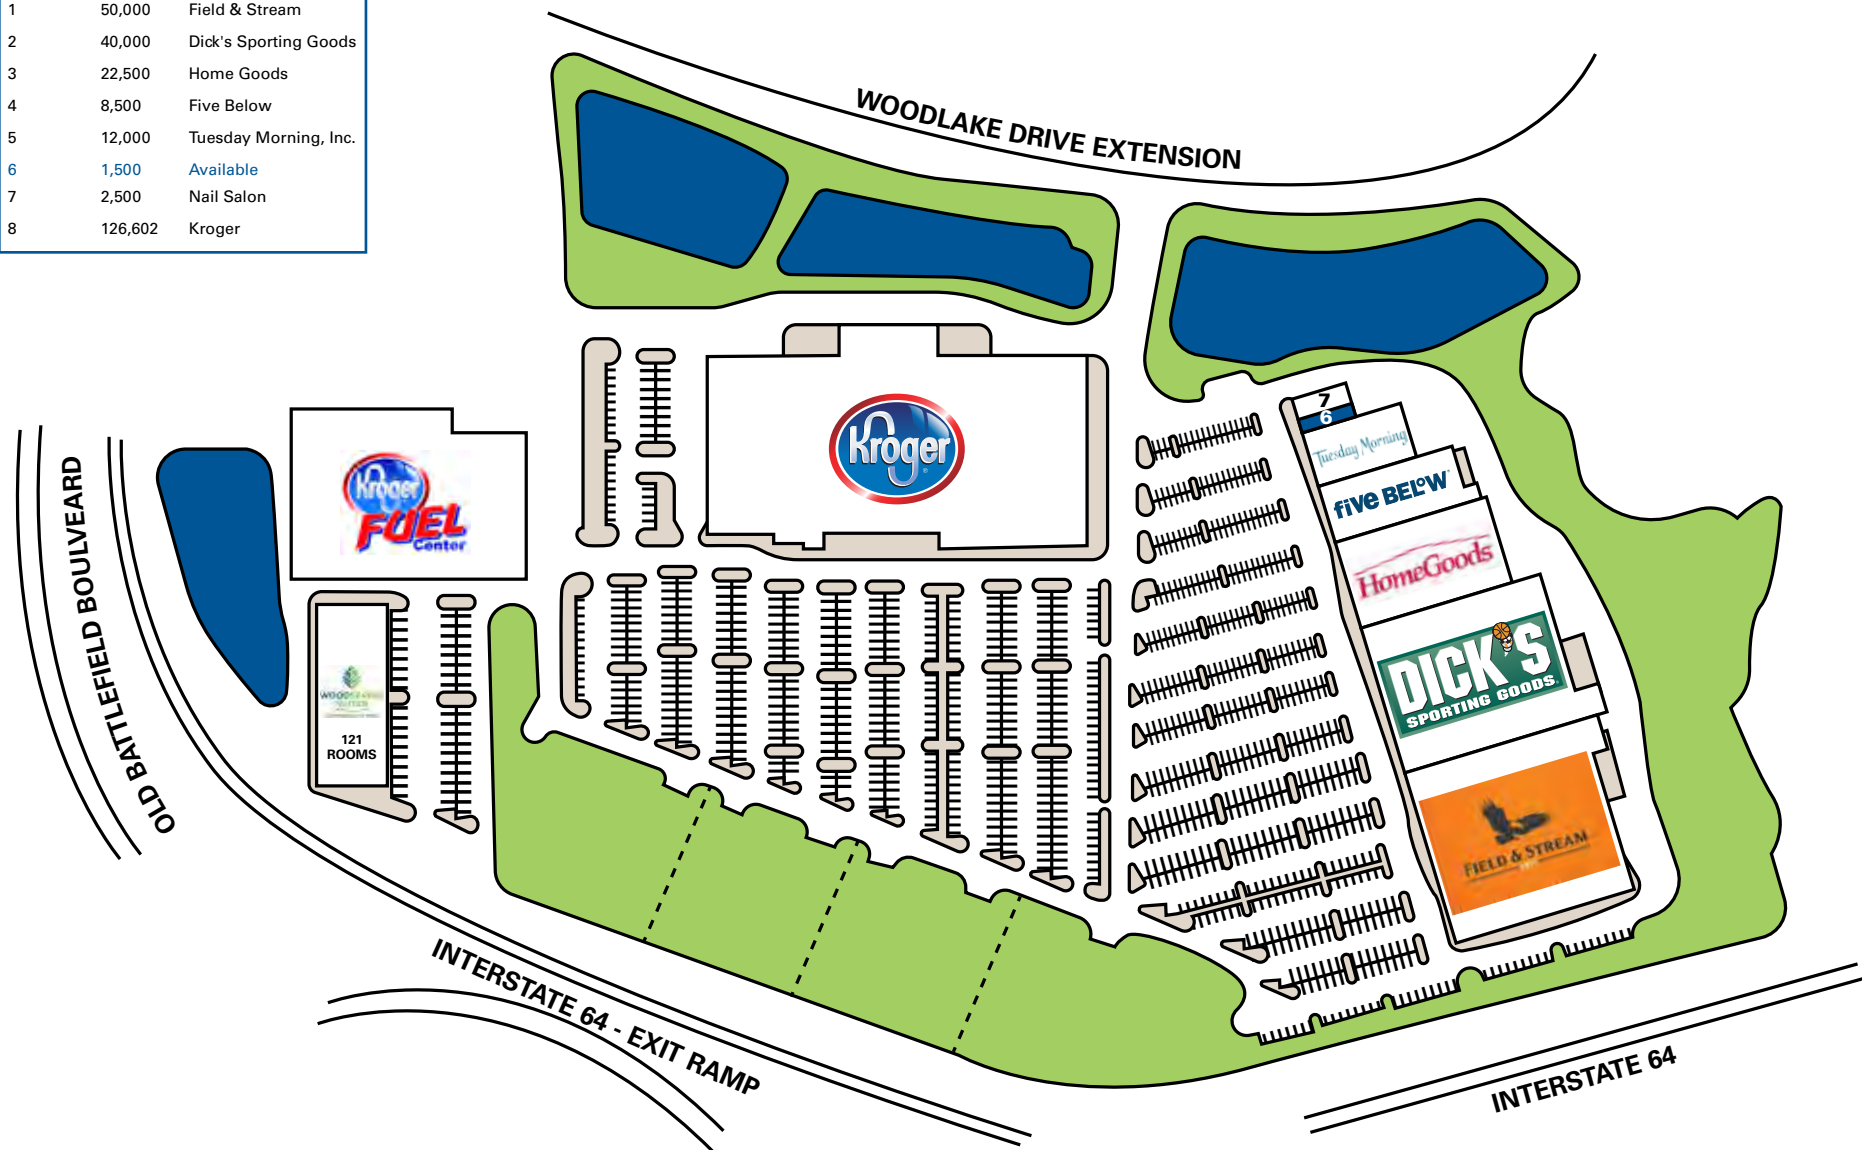 1 50,000 Field & Stream
2 40,000 Dick's Sporting Goods
3 22,500 Home Goods
4 8,500 Five Below
5 12,000 Tuesday Morning, Inc.
6 1,500 Available
7 2,500 Nail Salon
8 126,602 Kroger
WOODLAKE DRIVE EXTENSION
OLD BATTLEFIELD BOULVEARD
Kroger
FUEL
Center
Kroger
7
6
Tuesday Morning
five BELOW
HomeGoods
DICK'S
SPORTING GOODS
FIELD & STREAM
121
ROOMS
INTERSTATE 64 - EXIT RAMP
INTERSTATE 64